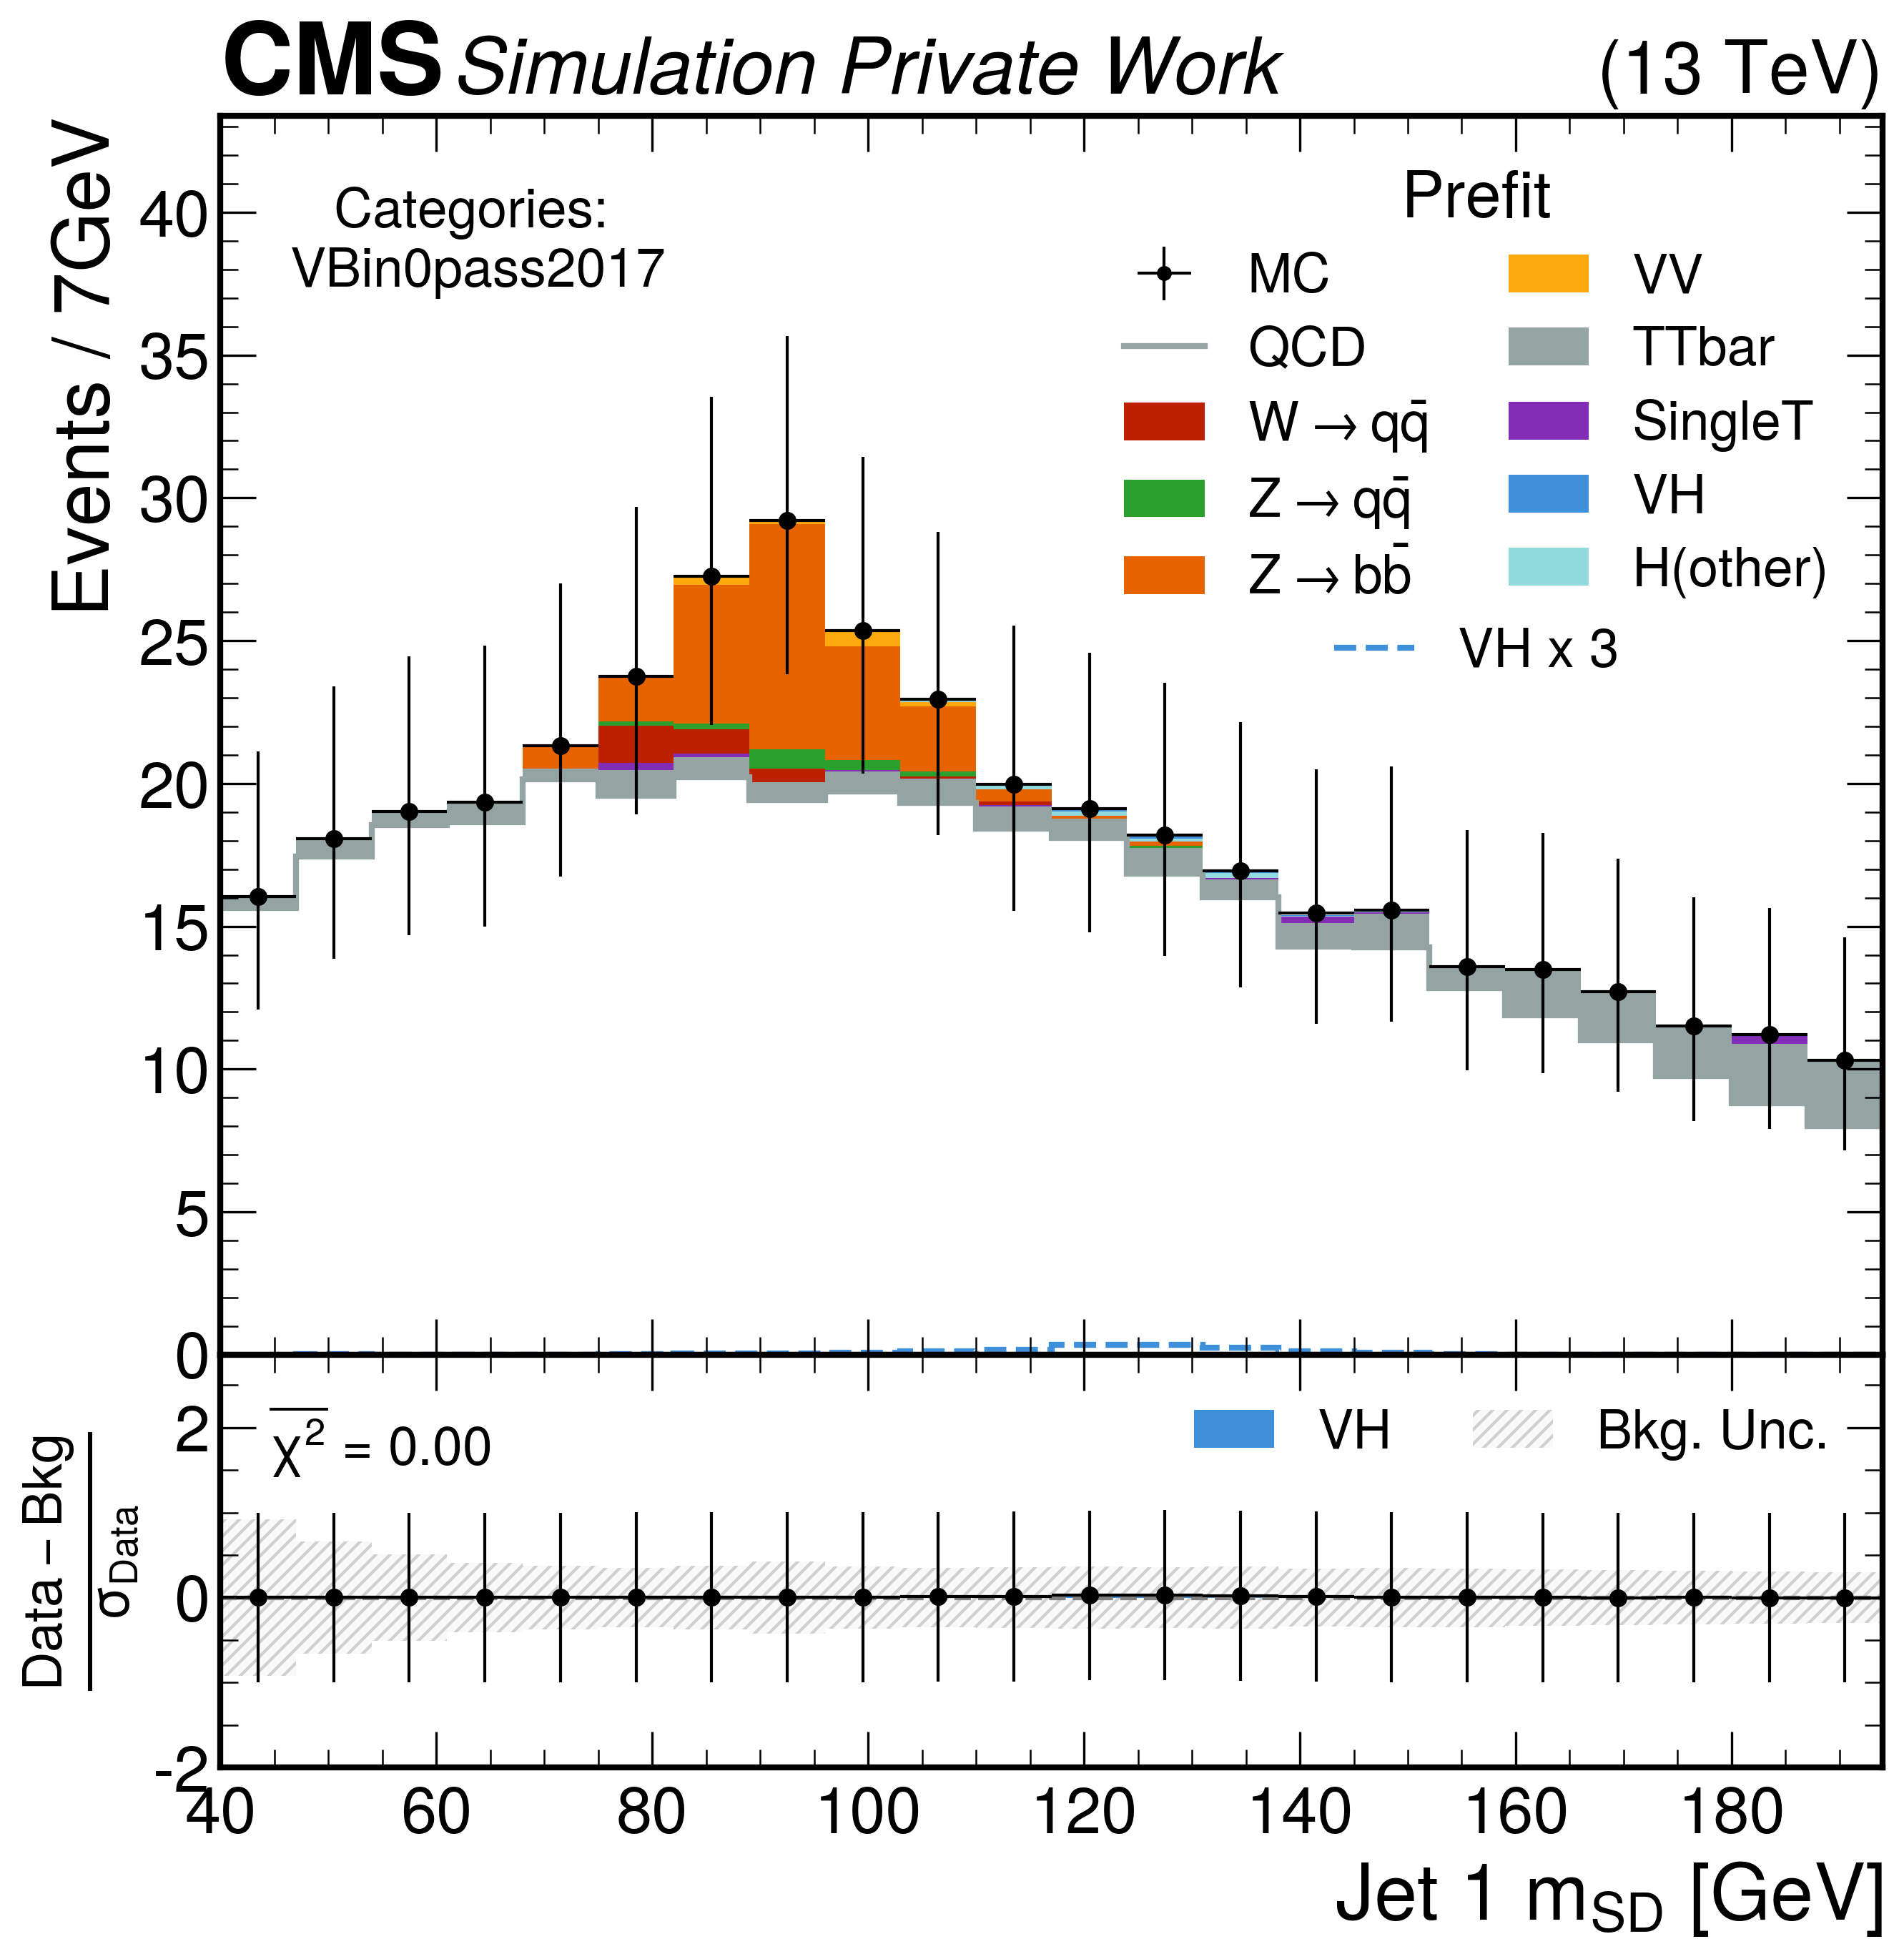 CMS Simulation Private Work (13 TeV)
Events / 7GeV
40
35
30
25
20
15
10
5
0
Categories:
VBin0pass2017
Prefit
MC
QCD
W → qq̄
Z → qq̄
Z → bb̄
VV
TTbar
SingleT
VH
H(other)
VH x 3
Data – Bkg
σ_Data
2
0
-2
χ² = 0.00
VH
Bkg. Unc.
40 60 80 100 120 140 160 180
Jet 1 m_SD [GeV]